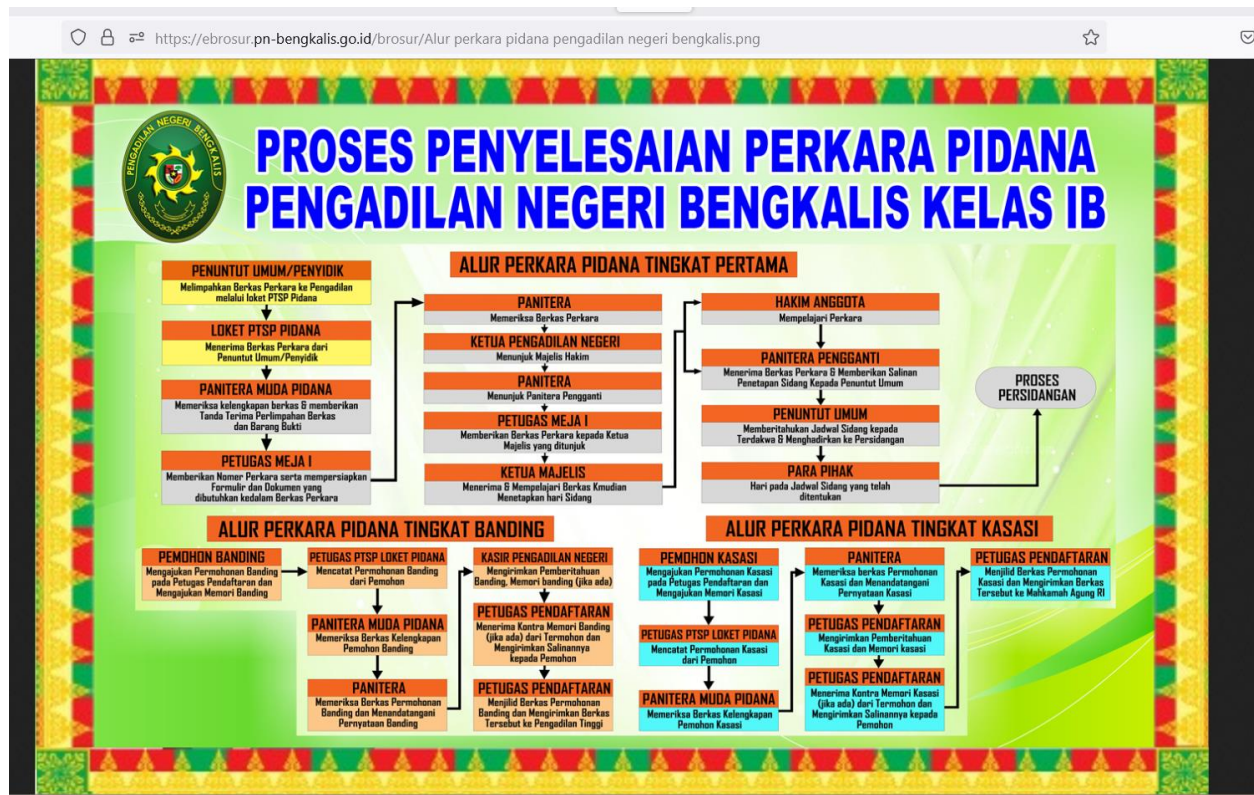 https://ebrosur.pn-bengkalis.go.id/brosur/Alur perkara pidana pengadilan negeri bengkalis.png
PENGADILAN NEGERI BENGKALIS
PROSES PENYELESAIAN PERKARA PIDANA
PENGADILAN NEGERI BENGKALIS KELAS IB
ALUR PERKARA PIDANA TINGKAT PERTAMA
PENUNTUT UMUM/PENYIDIK
Melimpahkan Berkas Perkara ke Pengadilan
melalui loket PTSP Pidana
LOKET PTSP PIDANA
Menerima Berkas Perkara dari
Penuntut Umum/Penyidik
PANITERA MUDA PIDANA
Memeriksa kelengkapan berkas & memberikan
Tanda Terima Perlimpahan Berkas
dan Barang Bukti
PETUGAS MEJA I
Memberikan Nomer Perkara serta mempersiapkan
Formulir dan Dokumen yang
dibutuhkan kedalam Berkas Perkara
PANITERA
Memeriksa Berkas Perkara
KETUA PENGADILAN NEGERI
Menunjuk Majelis Hakim
PANITERA
Menunjuk Panitera Pengganti
PETUGAS MEJA I
Memberikan Berkas Perkara kepada Ketua
Majelis yang ditunjuk
KETUA MAJELIS
Menerima & Mempelajari Berkas Kmudian
Menetapkan hari Sidang
HAKIM ANGGOTA
Mempelajari Perkara
PANITERA PENGGANTI
Menerima Berkas Perkara & Memberikan Salinan
Penetapan Sidang Kepada Penuntut Umum
PENUNTUT UMUM
Memberitahukan Jadwal Sidang kepada
Terdakwa & Menghadirkan ke Persidangan
PARA PIHAK
Hari pada Jadwal Sidang yang telah
ditentukan
PROSES
PERSIDANGAN
ALUR PERKARA PIDANA TINGKAT BANDING
PEMOHON BANDING
Mengajukan Permohonan Banding
pada Petugas Pendaftaran dan
Mengajukan Memori Banding
PETUGAS PTSP LOKET PIDANA
Mencatat Permohonan Banding
dari Pemohon
PANITERA MUDA PIDANA
Memeriksa Berkas Kelengkapan
Pemohon Banding
PANITERA
Memeriksa Berkas Permohonan
Banding dan Menandatangani
Pernyataan Banding
KASIR PENGADILAN NEGERI
Mengirimkan Pemberitahuan
Banding, Memori banding (jika ada)
PETUGAS PENDAFTARAN
Menerima Kontra Memori Banding
(jika ada) dari Termohon dan
Mengirimkan Salinannya
kepada Pemohon
PETUGAS PENDAFTARAN
Menjilid Berkas Permohonan
Banding dan Mengirimkan Berkas
Tersebut ke Pengadilan Tinggi
ALUR PERKARA PIDANA TINGKAT KASASI
PEMOHON KASASI
Mengajukan Permohonan Kasasi
pada Petugas Pendaftaran dan
Mengajukan Memori Kasasi
PETUGAS PTSP LOKET PIDANA
Mencatat Permohonan Kasasi
dari Pemohon
PANITERA MUDA PIDANA
Memeriksa Berkas Kelengkapan
Pemohon Kasasi
PANITERA
Memeriksa berkas Permohonan
Kasasi dan Menandatangani
Pernyataan Kasasi
PETUGAS PENDAFTARAN
Mengirimkan Pemberitahuan
Kasasi dan Memori kasasi
PETUGAS PENDAFTARAN
Menerima Kontra Memori Kasasi
(jika ada) dari Termohon dan
Mengirimkan Salinannya kepada
Pemohon
PETUGAS PENDAFTARAN
Menjilid Berkas Permohonan
Kasasi dan Mengirimkan Berkas
Tersebut ke Mahkamah Agung RI